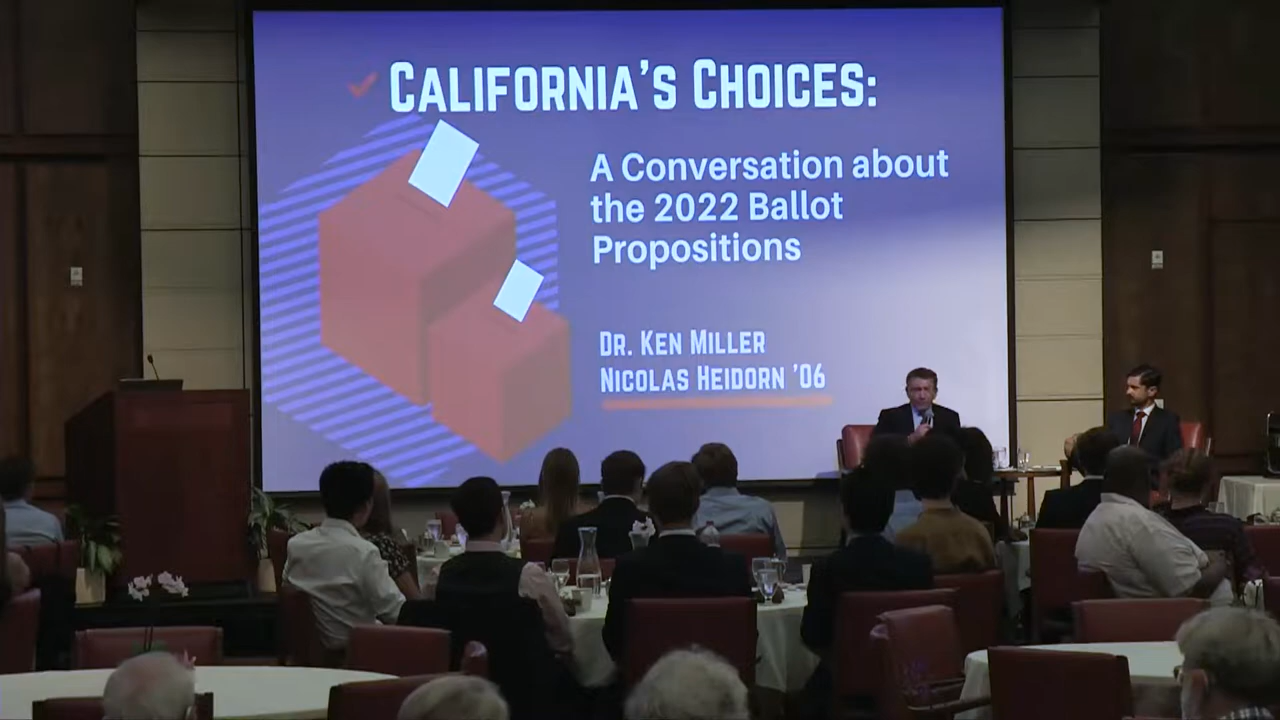 CALIFORNIA'S CHOICES:
A Conversation about
the 2022 Ballot
Propositions
DR. KEN MILLER
NICOLAS HEIDORN '06